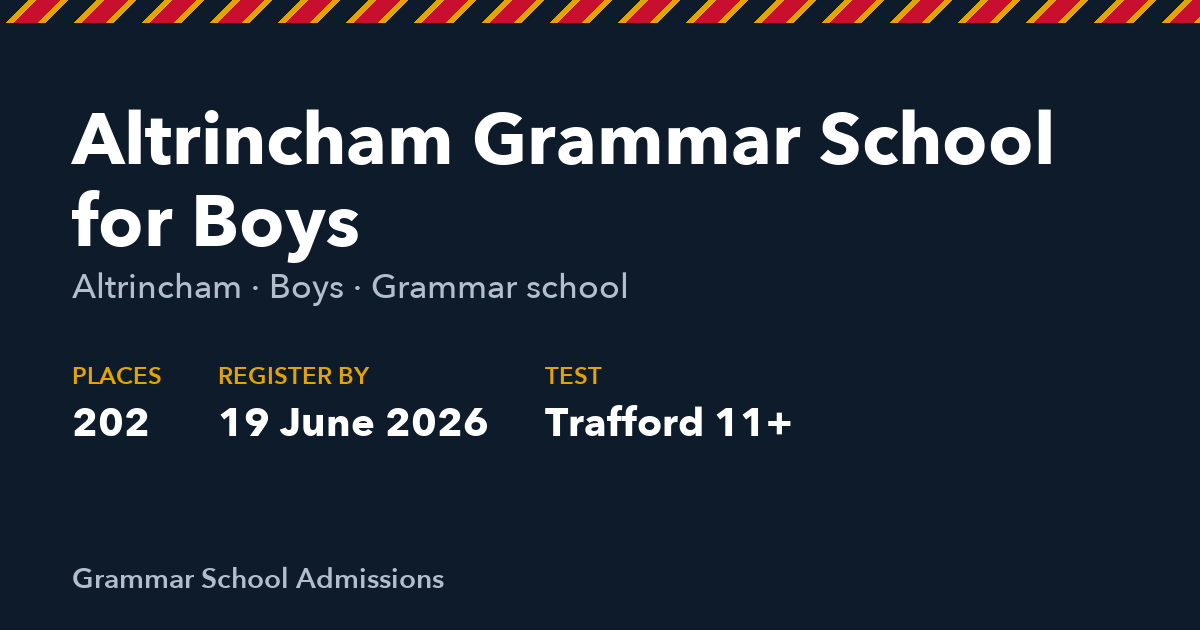 Altrincham Grammar School
for Boys
Altrincham · Boys · Grammar school
PLACES REGISTER BY TEST
202 19 June 2026 Trafford 11+
Grammar School Admissions